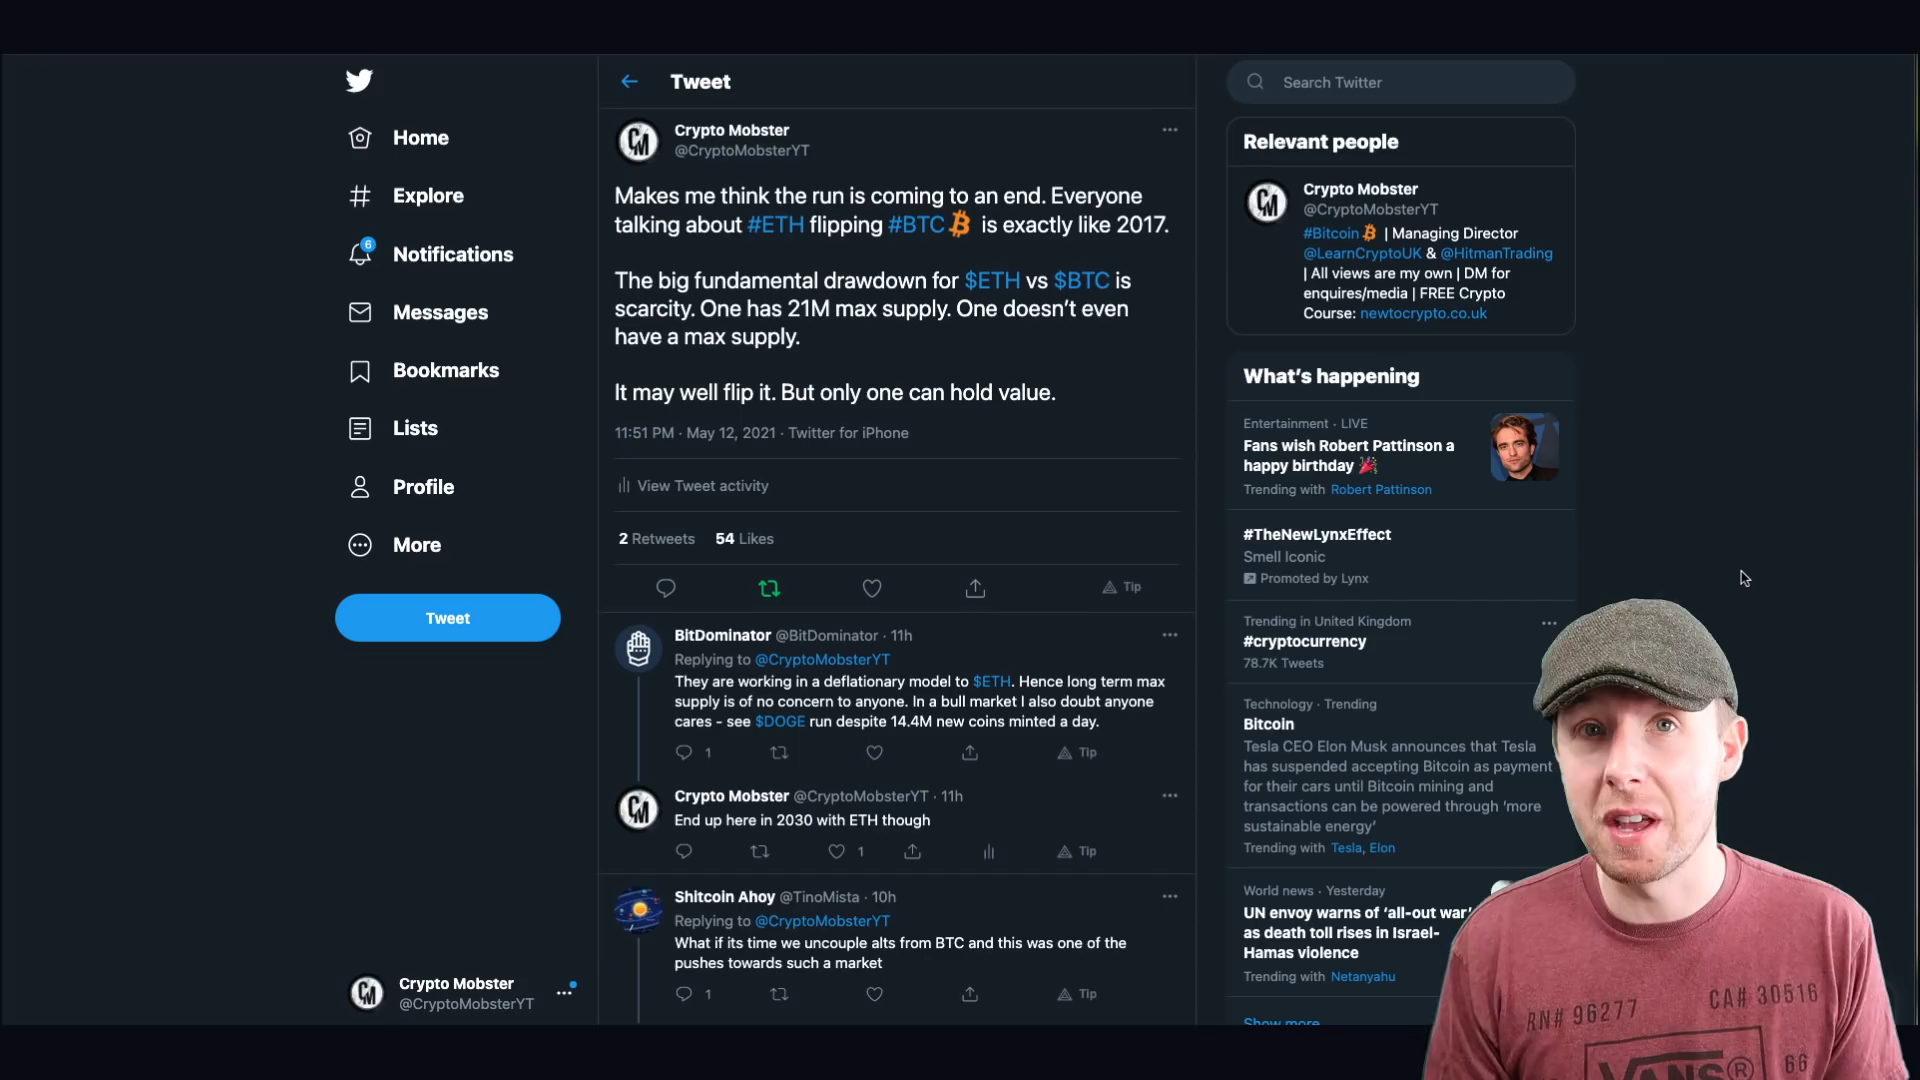 Home
Explore
6
Notifications
Messages
Bookmarks
Lists
Profile
More
Tweet
Crypto Mobster
@CryptoMobsterYT
Tweet
Crypto Mobster
@CryptoMobsterYT
Makes me think the run is coming to an end. Everyone
talking about #ETH flipping #BTC is exactly like 2017.
The big fundamental drawdown for $ETH vs $BTC is
scarcity. One has 21M max supply. One doesn’t even
have a max supply.
It may well flip it. But only one can hold value.
11:51 PM · May 12, 2021 · Twitter for iPhone
View Tweet activity
2 Retweets 54 Likes
Tip
BitDominator @BitDominator · 11h
Replying to @CryptoMobsterYT
They are working in a deflationary model to $ETH. Hence long term max
supply is of no concern to anyone. In a bull market I also doubt anyone
cares - see $DOGE run despite 14.4M new coins minted a day.
1 Tip
Crypto Mobster @CryptoMobsterYT · 11h
End up here in 2030 with ETH though
1 Tip
Shitcoin Ahoy @TinoMista · 10h
Replying to @CryptoMobsterYT
What if its time we uncouple alts from BTC and this was one of the
pushes towards such a market
1 Tip
Search Twitter
Relevant people
Crypto Mobster
@CryptoMobsterYT
#Bitcoin | Managing Director
@LearnCryptoUK & @HitmanTrading
| All views are my own | DM for
enquires/media | FREE Crypto
Course: newtocrypto.co.uk
What’s happening
Entertainment · LIVE
Fans wish Robert Pattinson a
happy birthday
Trending with Robert Pattinson
#TheNewLynxEffect
Smell Iconic
Promoted by Lynx
Trending in United Kingdom
#cryptocurrency
78.7K Tweets
Technology · Trending
Bitcoin
Tesla CEO Elon Musk announces that Tesla
has suspended accepting Bitcoin as payment
for their cars until Bitcoin mining and
transactions can be powered through ‘more
sustainable energy’
Trending with Tesla, Elon
World news · Yesterday
UN envoy warns of ‘all-out war’
as death toll rises in Israel-
Hamas violence
Trending with Netanyahu
Show more
RN# 96277 CA# 30516
VANS® 66